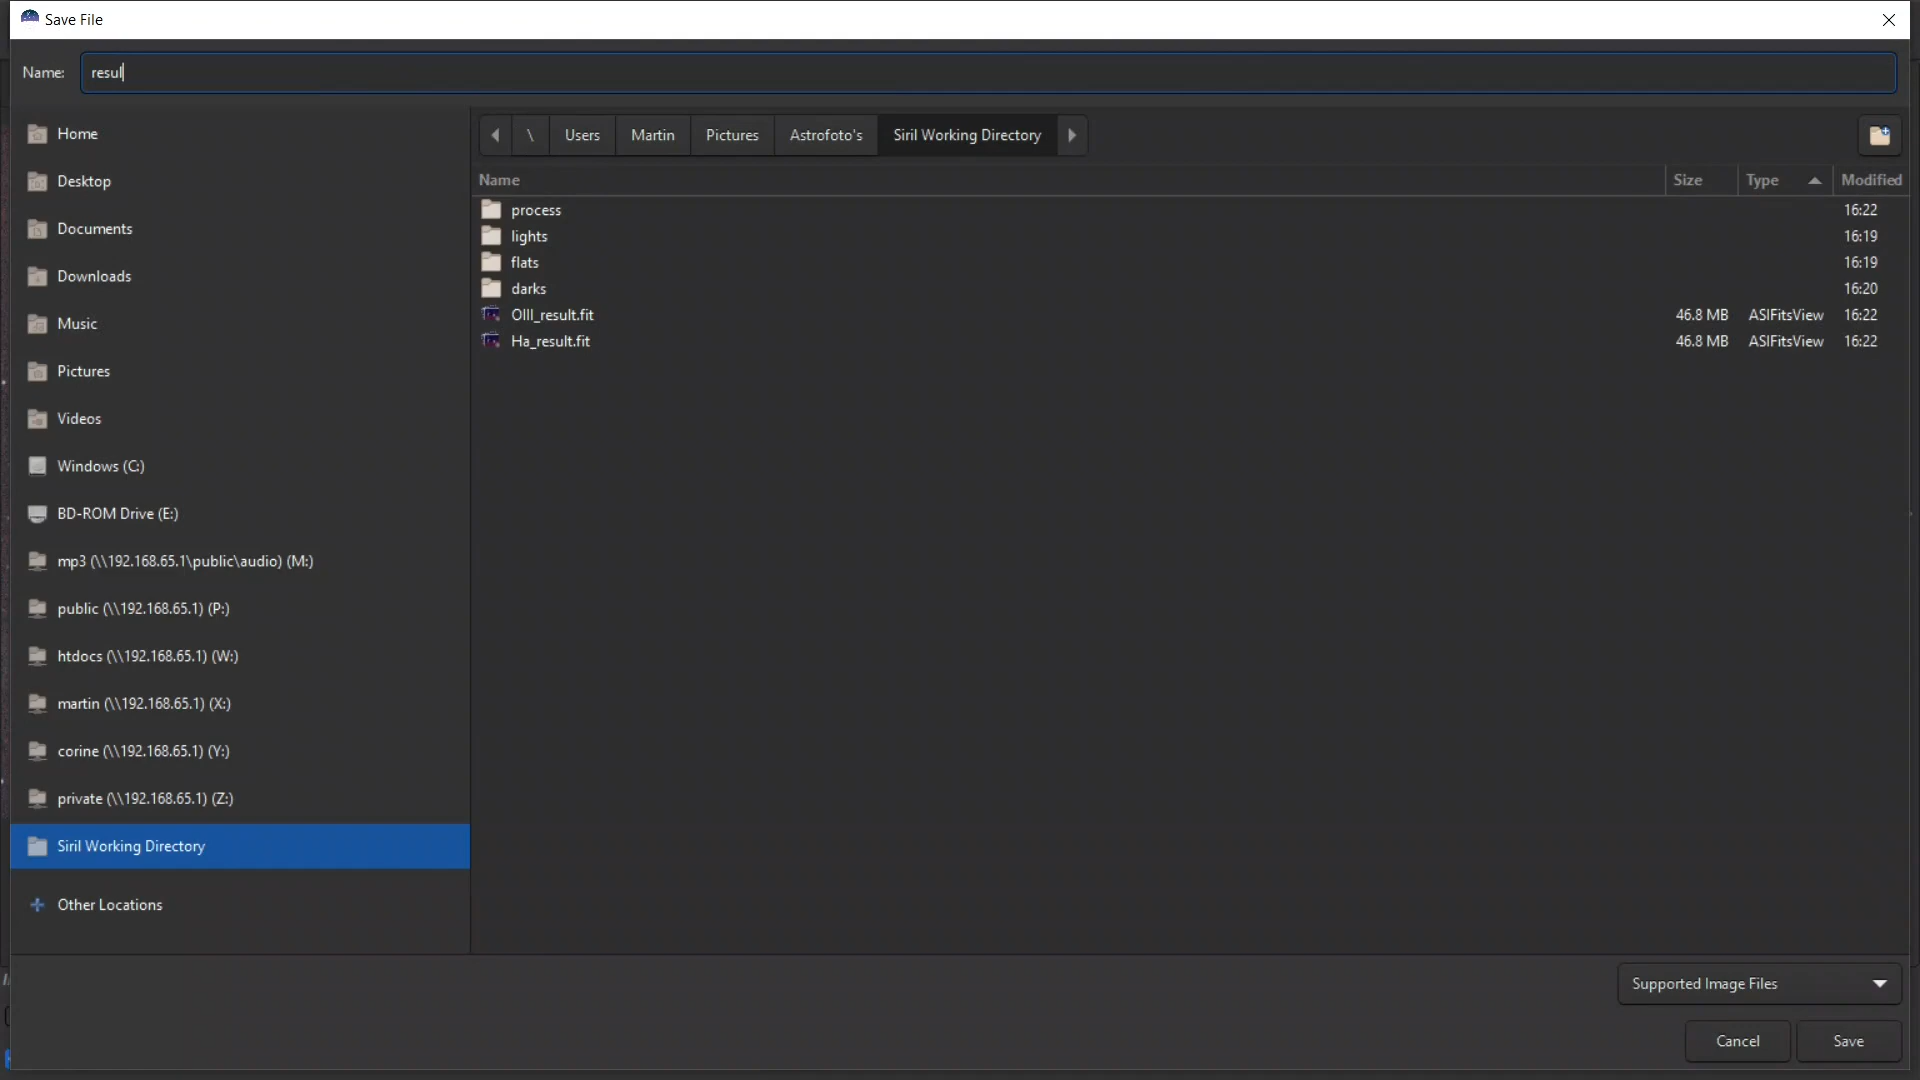 Save File
Name: resul
Home
Desktop
Documents
Downloads
Music
Pictures
Videos
Windows (C:)
BD-ROM Drive (E:)
mp3 (\\192.168.65.1\public\audio) (M:)
public (\\192.168.65.1) (P:)
htdocs (\\192.168.65.1) (W:)
martin (\\192.168.65.1) (X:)
corine (\\192.168.65.1) (Y:)
private (\\192.168.65.1) (Z:)
Siril Working Directory
Other Locations
\ Users Martin Pictures Astrofoto's Siril Working Directory
Name Size Type Modified
process 16:22
lights 16:19
flats 16:19
darks 16:20
OIII_result.fit 46.8 MB ASIFitsView 16:22
Ha_result.fit 46.8 MB ASIFitsView 16:22
Supported Image Files
Cancel Save